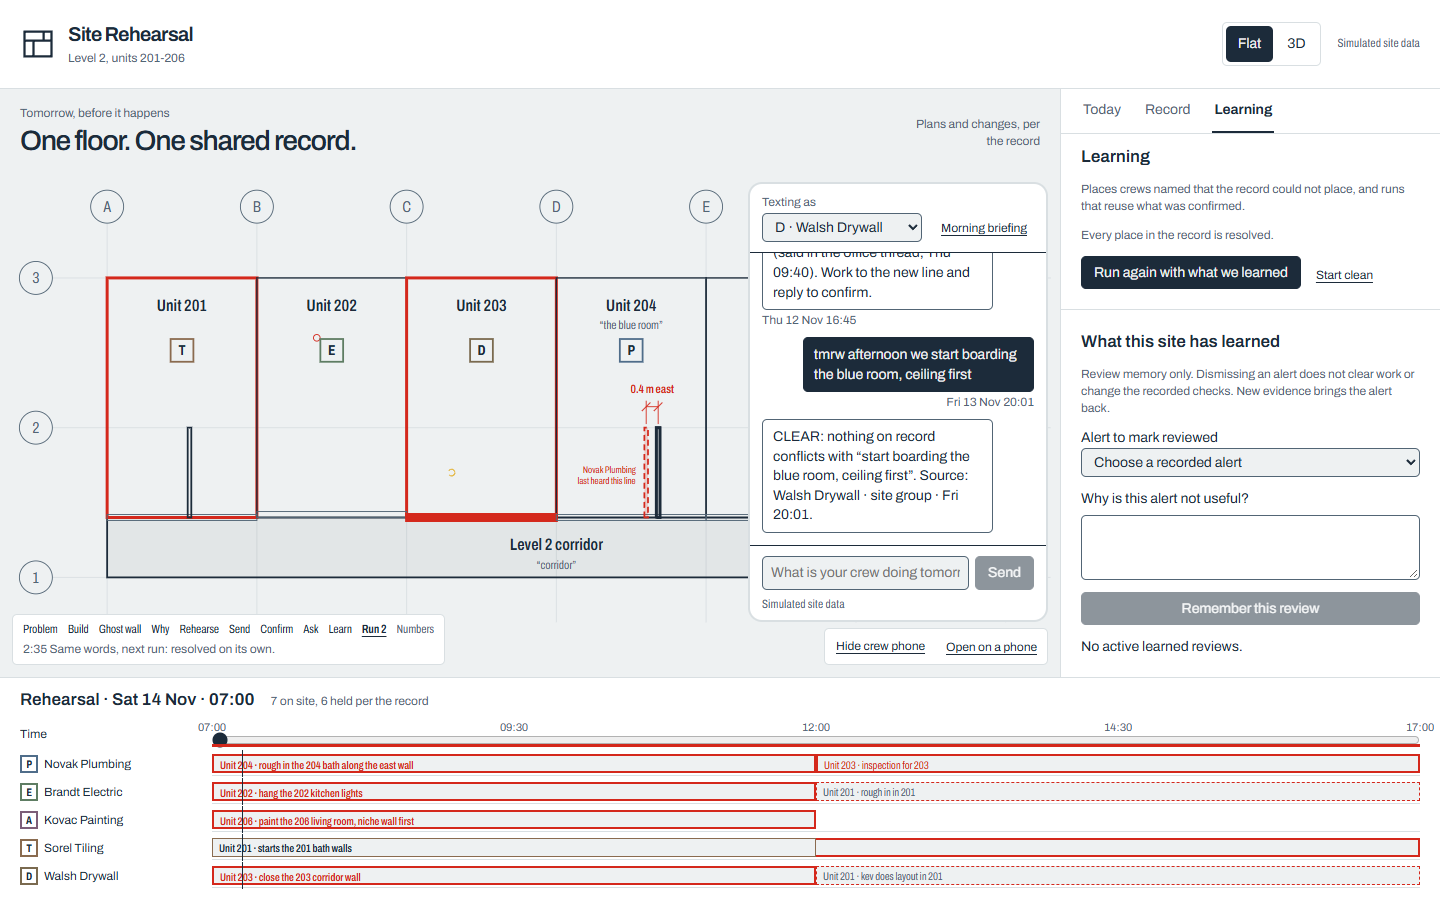 Site Rehearsal
Level 2, units 201-206
Flat
3D
Simulated site data
Tomorrow, before it happens
One floor. One shared record.
Plans and changes, per
the record
A
B
C
D
E
3
2
1
Unit 201
Unit 202
Unit 203
Unit 204
“the blue room”
T
E
D
P
0.4 m east
Novak Plumbing
last heard this line
Level 2 corridor
“corridor”
Texting as
D · Walsh Drywall
Morning briefing
(said in the office thread, Thu
09:40). Work to the new line and
reply to confirm.
Thu 12 Nov 16:45
tmrw afternoon we start boarding
the blue room, ceiling first
Fri 13 Nov 20:01
CLEAR: nothing on record
conflicts with “start boarding the
blue room, ceiling first”. Source:
Walsh Drywall · site group · Fri
20:01.
What is your crew doing tomorr
Send
Simulated site data
Hide crew phone
Open on a phone
Problem Build Ghost wall Why Rehearse Send Confirm Ask Learn Run 2 Numbers
2:35 Same words, next run: resolved on its own.
Today
Record
Learning
Learning
Places crews named that the record could not place, and runs
that reuse what was confirmed.
Every place in the record is resolved.
Run again with what we learned
Start clean
What this site has learned
Review memory only. Dismissing an alert does not clear work or
change the recorded checks. New evidence brings the alert
back.
Alert to mark reviewed
Choose a recorded alert
Why is this alert not useful?
Remember this review
No active learned reviews.
Rehearsal · Sat 14 Nov · 07:00
7 on site, 6 held per the record
Time
07:00
09:30
12:00
14:30
17:00
P Novak Plumbing
Unit 204 · rough in the 204 bath along the east wall
Unit 203 · inspection for 203
E Brandt Electric
Unit 202 · hang the 202 kitchen lights
Unit 201 · rough in in 201
A Kovac Painting
Unit 206 · paint the 206 living room, niche wall first
T Sorel Tiling
Unit 201 · starts the 201 bath walls
D Walsh Drywall
Unit 203 · close the 203 corridor wall
Unit 201 · kev does layout in 201